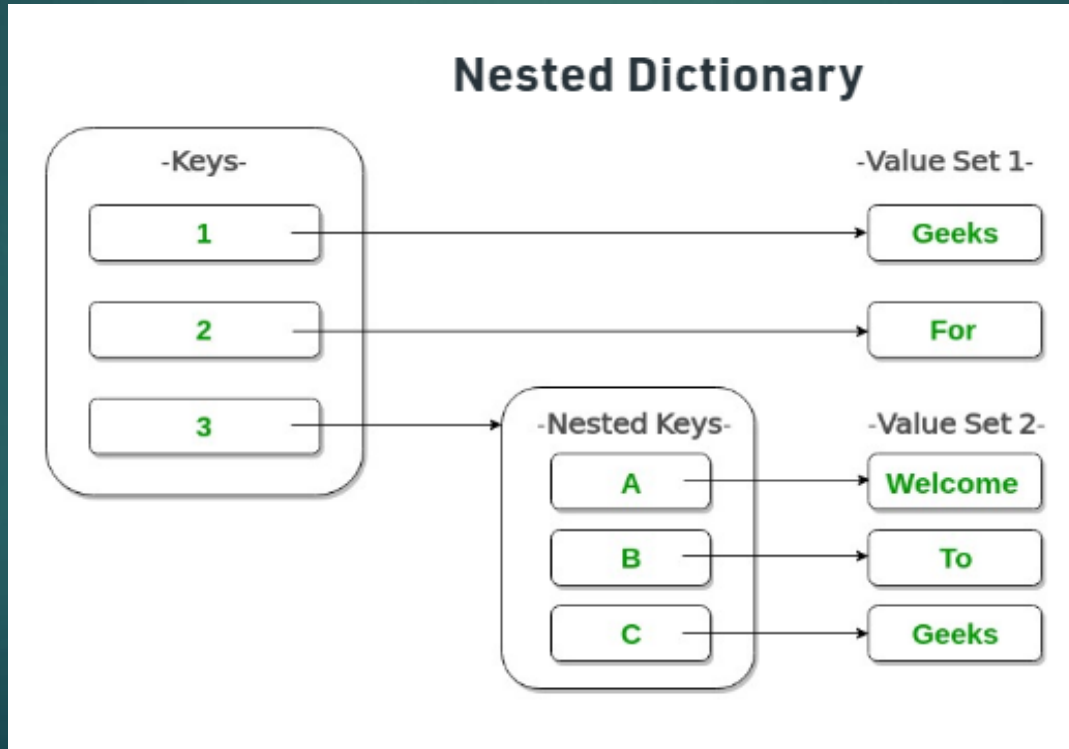 Nested Dictionary
-Keys-
-Value Set 1-
1
Geeks
2
For
3
-Nested Keys-
-Value Set 2-
A
Welcome
B
To
C
Geeks